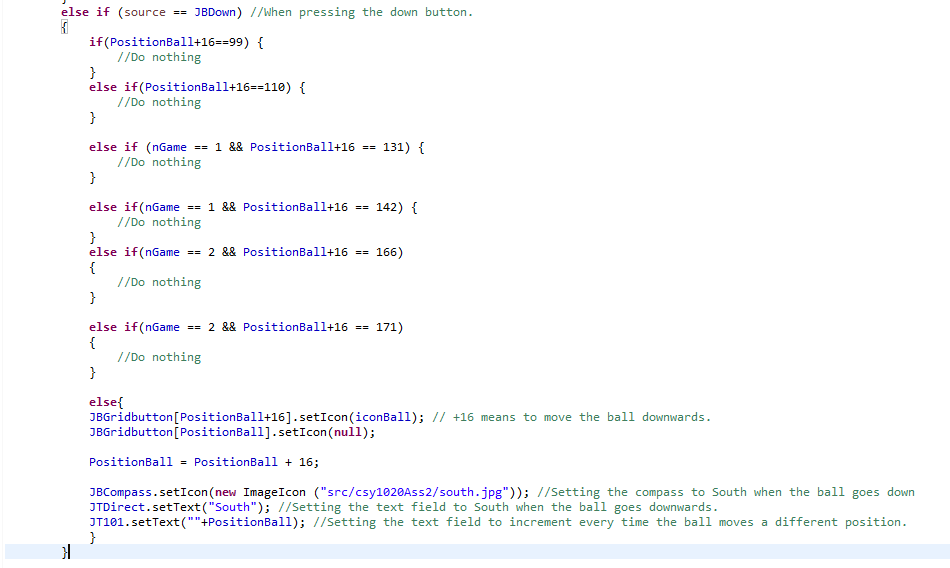 else if (source == JBDown) //When pressing the down button.
{
if(PositionBall+16==99) {
//Do nothing
}
else if(PositionBall+16==110) {
//Do nothing
}
else if (nGame == 1 && PositionBall+16 == 131) {
//Do nothing
}
else if(nGame == 1 && PositionBall+16 == 142) {
//Do nothing
}
else if(nGame == 2 && PositionBall+16 == 166)
{
//Do nothing
}
else if(nGame == 2 && PositionBall+16 == 171)
{
//Do nothing
}
else{
JBGridbutton[PositionBall+16].setIcon(iconBall); // +16 means to move the ball downwards.
JBGridbutton[PositionBall].setIcon(null);
PositionBall = PositionBall + 16;
JBCompass.setIcon(new ImageIcon ("src/csy1020Ass2/south.jpg")); //Setting the compass to South when the ball goes down
JTDirect.setText("South"); //Setting the text field to South when the ball goes downwards.
JT101.setText(""+PositionBall); //Setting the text field to increment every time the ball moves a different position.
}
}